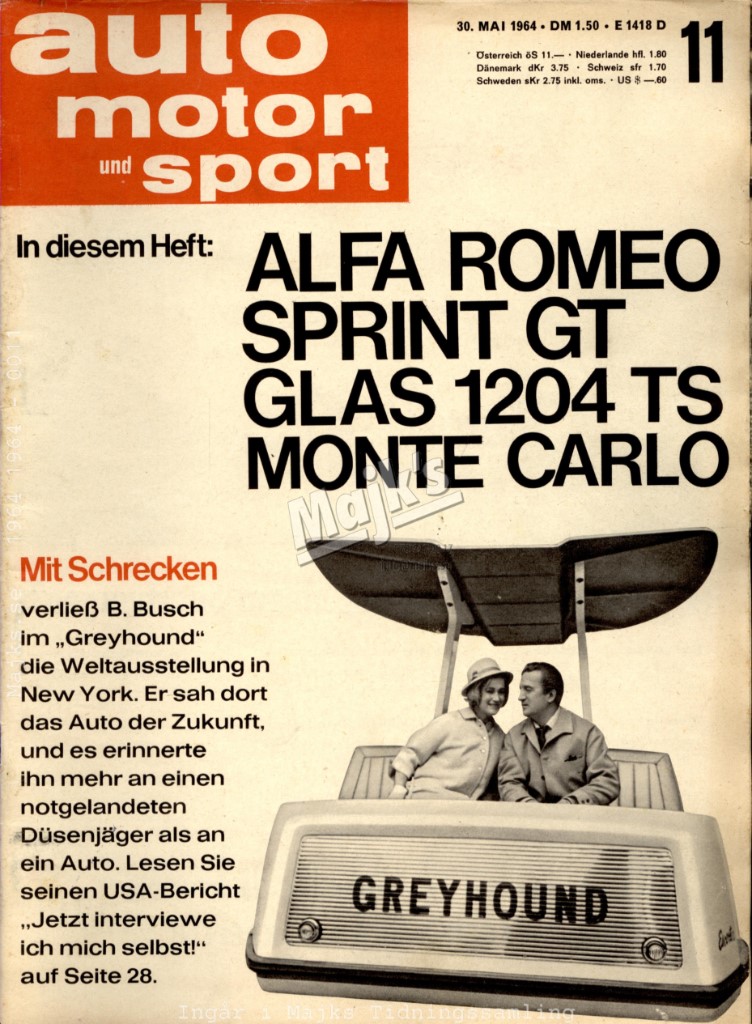 auto
motor
und sport
30. MAI 1964 • DM 1.50 • E 1418 D
11
Österreich öS 11.— · Niederlande hfl. 1.80
Dänemark dKr 3.75 · Schweiz sfr 1.70
Schweden sKr 2.75 inkl. oms. · US $ —.60
In diesem Heft:
ALFA ROMEO
SPRINT GT
GLAS 1204 TS
MONTE CARLO
Majk's
Mit Schrecken
verließ B. Busch
im „Greyhound“
die Weltausstellung in
New York. Er sah dort
das Auto der Zukunft,
und es erinnerte
ihn mehr an einen
notgelandeten
Düsenjäger als an
ein Auto. Lesen Sie
seinen USA-Bericht
„Jetzt interviewe
ich mich selbst!“
auf Seite 28.
GREYHOUND
Ingår i Majks Tidningssamling